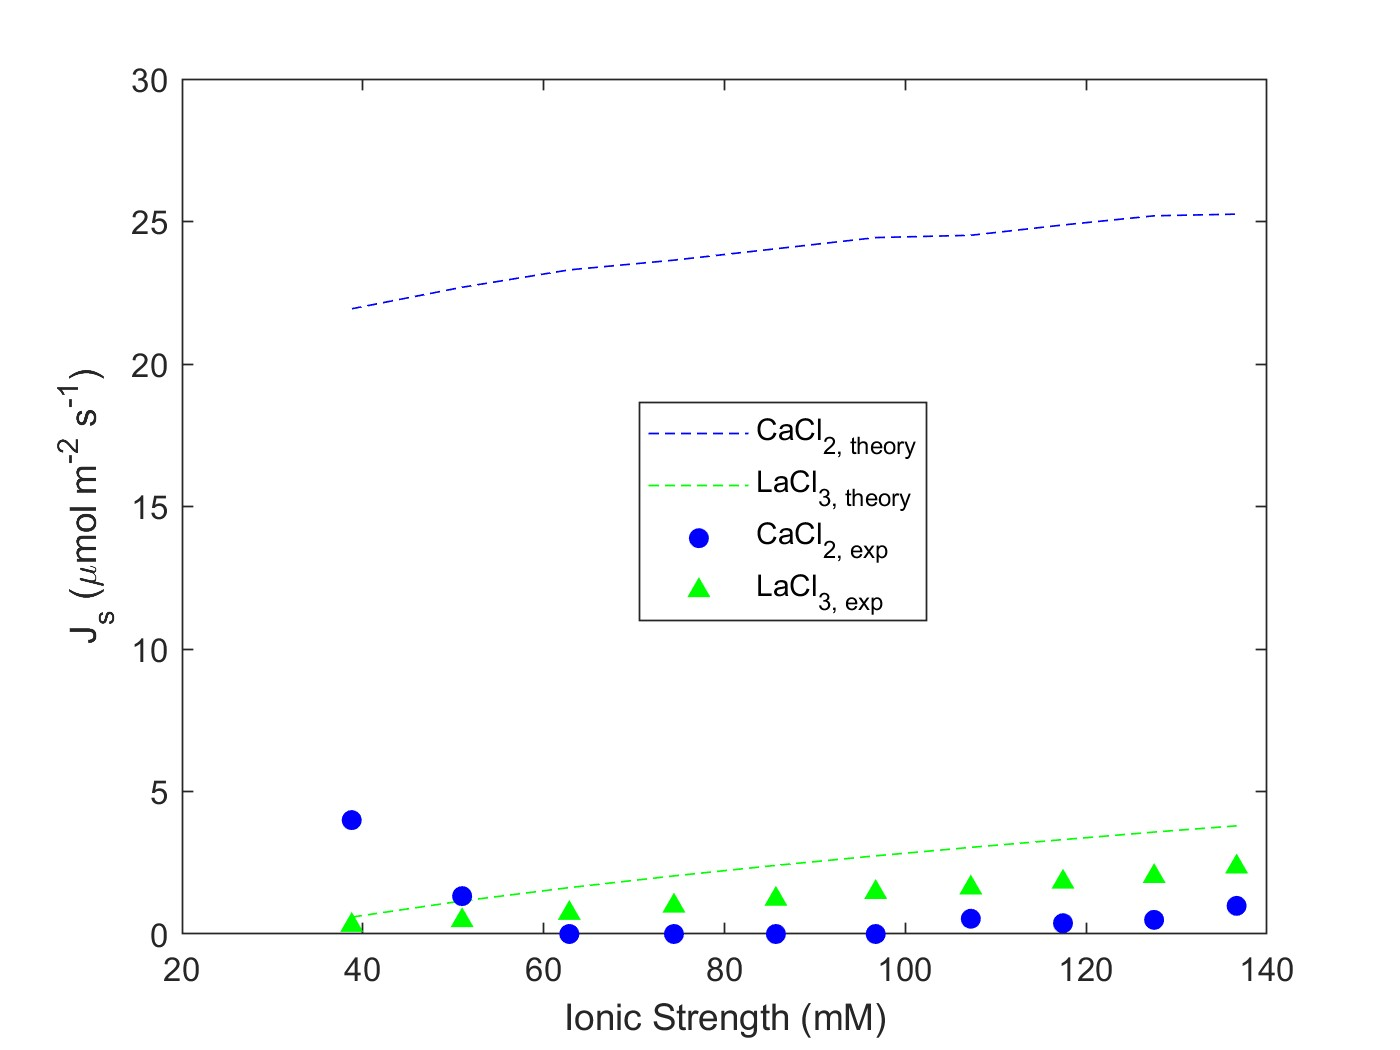 30
25
20
15
10
5
0
J_s (μmol m^-2 s^-1)
CaCl_2, theory
LaCl_3, theory
CaCl_2, exp
LaCl_3, exp
20 40 60 80 100 120 140
Ionic Strength (mM)